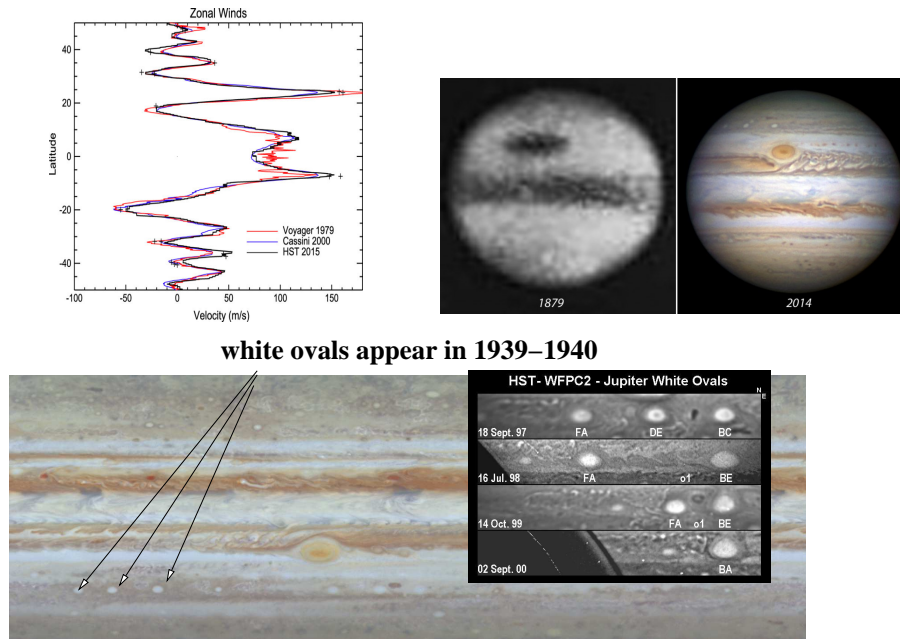 Zonal Winds
40
20
0
-20
-40
Latitude
Voyager 1979
Cassini 2000
HST 2015
-100 -50 0 50 100 150
Velocity (m/s)
1879
2014
white ovals appear in 1939–1940
HST- WFPC2 - Jupiter White Ovals
N
E
18 Sept. 97 FA DE BC
16 Jul. 98 FA o1 BE
14 Oct. 99 FA o1 BE
02 Sept. 00 BA